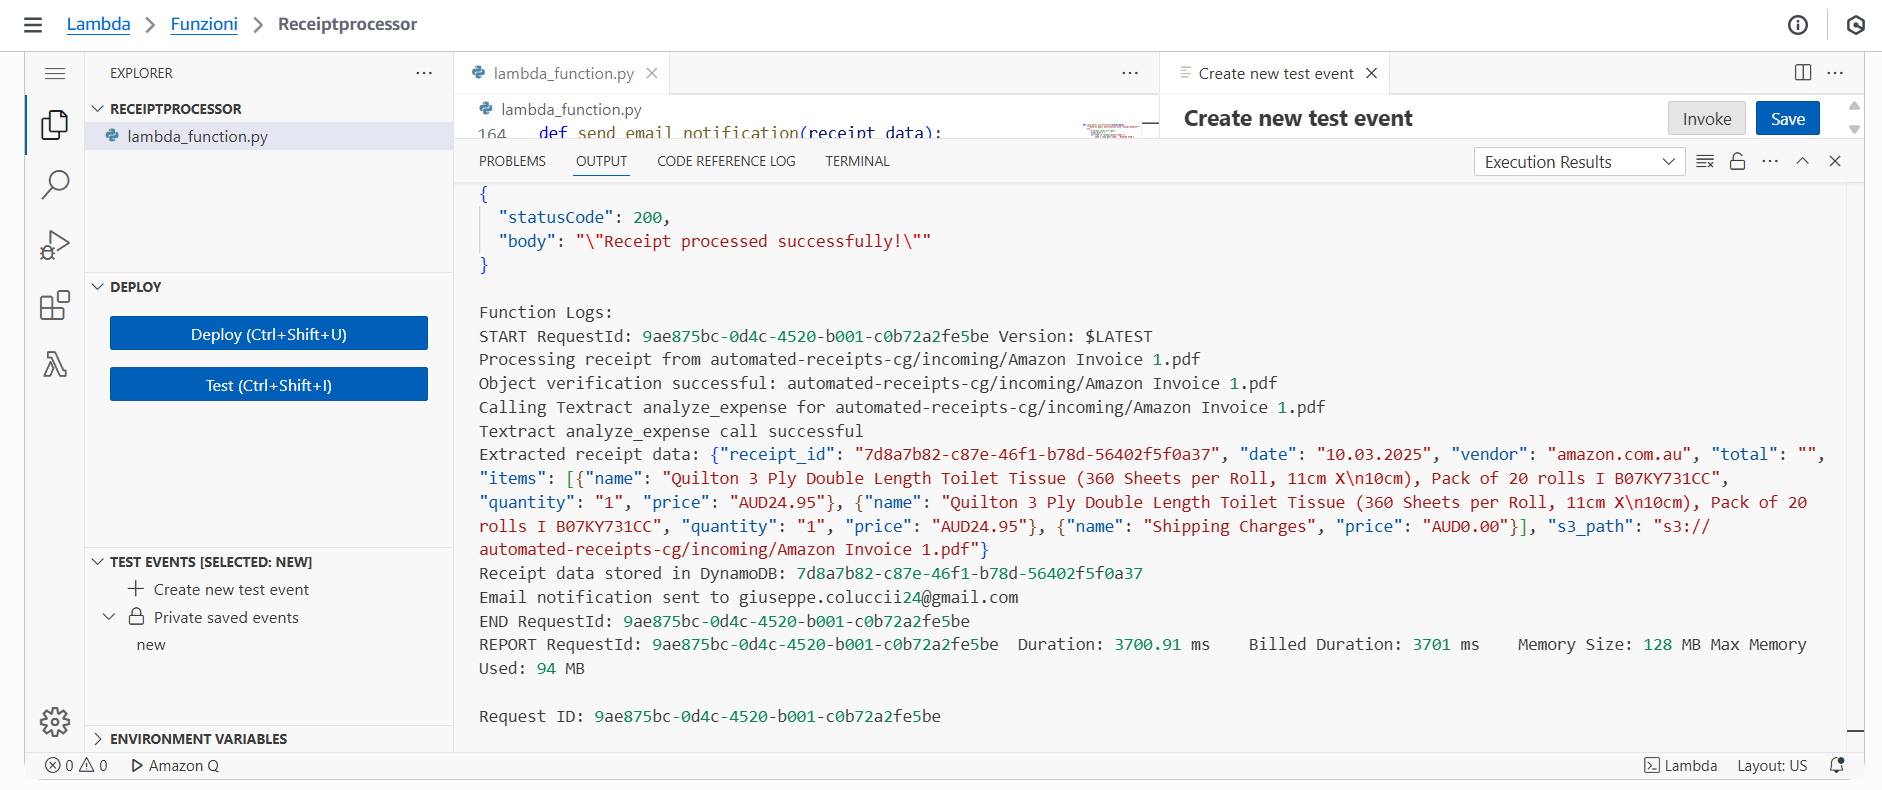 Lambda > Funzioni > Receiptprocessor
EXPLORER
RECEIPTPROCESSOR
lambda_function.py
DEPLOY
Deploy (Ctrl+Shift+U)
Test (Ctrl+Shift+I)
TEST EVENTS [SELECTED: NEW]
Create new test event
Private saved events
new
ENVIRONMENT VARIABLES
lambda_function.py
lambda_function.py
164 def send_email_notification(receipt_data):
Create new test event
Create new test event
Invoke
Save
PROBLEMS OUTPUT CODE REFERENCE LOG TERMINAL
Execution Results
{
"statusCode": 200,
"body": "\"Receipt processed successfully!\""
}
Function Logs:
START RequestId: 9ae875bc-0d4c-4520-b001-c0b72a2fe5be Version: $LATEST
Processing receipt from automated-receipts-cg/incoming/Amazon Invoice 1.pdf
Object verification successful: automated-receipts-cg/incoming/Amazon Invoice 1.pdf
Calling Textract analyze_expense for automated-receipts-cg/incoming/Amazon Invoice 1.pdf
Textract analyze_expense call successful
Extracted receipt data: {"receipt_id": "7d8a7b82-c87e-46f1-b78d-56402f5f0a37", "date": "10.03.2025", "vendor": "amazon.com.au", "total": "",
"items": [{"name": "Quilton 3 Ply Double Length Toilet Tissue (360 Sheets per Roll, 11cm X\n10cm), Pack of 20 rolls I B07KY731CC",
"quantity": "1", "price": "AUD24.95"}, {"name": "Quilton 3 Ply Double Length Toilet Tissue (360 Sheets per Roll, 11cm X\n10cm), Pack of 20
rolls I B07KY731CC", "quantity": "1", "price": "AUD24.95"}, {"name": "Shipping Charges", "price": "AUD0.00"}], "s3_path": "s3://
automated-receipts-cg/incoming/Amazon Invoice 1.pdf"}
Receipt data stored in DynamoDB: 7d8a7b82-c87e-46f1-b78d-56402f5f0a37
Email notification sent to giuseppe.coluccii24@gmail.com
END RequestId: 9ae875bc-0d4c-4520-b001-c0b72a2fe5be
REPORT RequestId: 9ae875bc-0d4c-4520-b001-c0b72a2fe5be Duration: 3700.91 ms Billed Duration: 3701 ms Memory Size: 128 MB Max Memory
Used: 94 MB
Request ID: 9ae875bc-0d4c-4520-b001-c0b72a2fe5be
0 0 Amazon Q
Lambda Layout: US